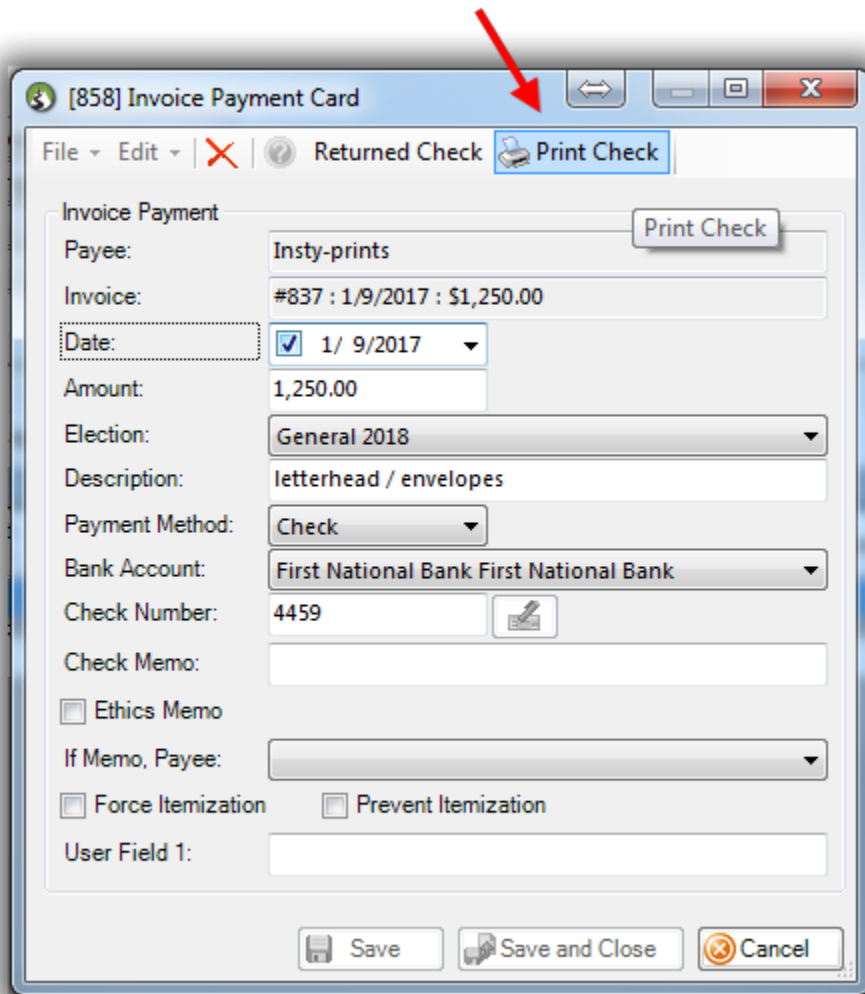 [858] Invoice Payment Card
File Edit Returned Check Print Check
Invoice Payment
Print Check
Payee: Insty-prints
Invoice: #837 : 1/9/2017 : $1,250.00
Date: 1/ 9/2017
Amount: 1,250.00
Election: General 2018
Description: letterhead / envelopes
Payment Method: Check
Bank Account: First National Bank First National Bank
Check Number: 4459
Check Memo:
Ethics Memo
If Memo, Payee:
Force Itemization Prevent Itemization
User Field 1:
Save Save and Close Cancel